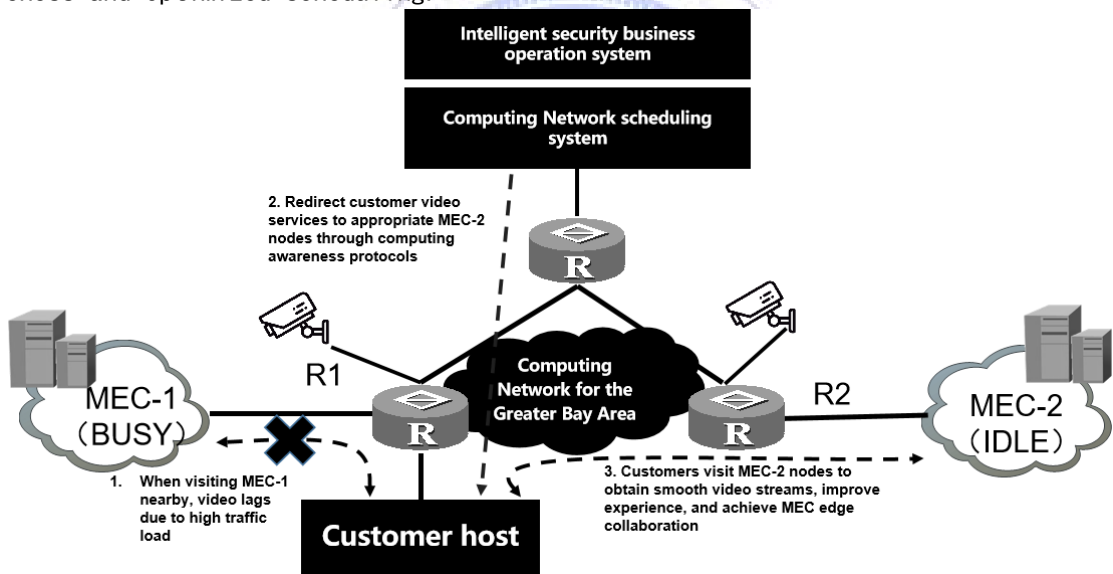 Intelligent security business
operation system
Computing Network scheduling
system
2. Redirect customer video
services to appropriate MEC-2
nodes through computing
awareness protocols
R
R1
Computing
Network for the
Greater Bay Area
R
R
R2
MEC-1
（BUSY）
MEC-2
（IDLE）
1. When visiting MEC-1
nearby, video lags
due to high traffic
load
3. Customers visit MEC-2 nodes to
obtain smooth video streams, improve
experience, and achieve MEC edge
collaboration
Customer host